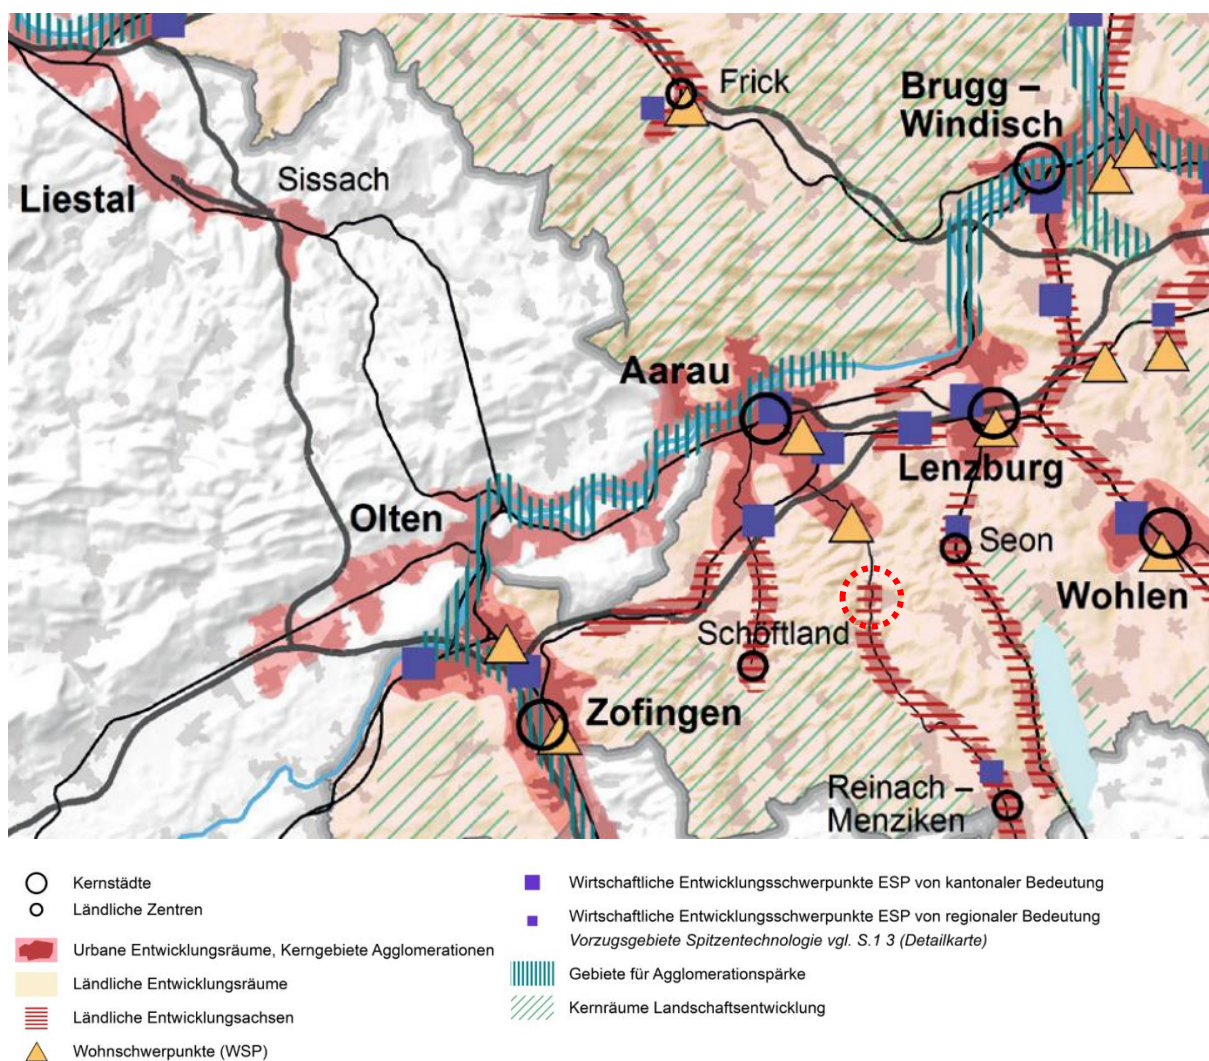 Frick
Brugg –
Windisch
Sissach
Liestal
Aarau
Lenzburg
Olten
Seon
Wohlen
Schöftland
Zofingen
Reinach –
Menziken
Kernstädte
Ländliche Zentren
Urbane Entwicklungsräume, Kerngebiete Agglomerationen
Ländliche Entwicklungsräume
Ländliche Entwicklungsachsen
Wohnschwerpunkte (WSP)
Wirtschaftliche Entwicklungsschwerpunkte ESP von kantonaler Bedeutung
Wirtschaftliche Entwicklungsschwerpunkte ESP von regionaler Bedeutung
Vorzugsgebiete Spitzentechnologie vgl. S.1 3 (Detailkarte)
Gebiete für Agglomerationspärke
Kernräume Landschaftsentwicklung